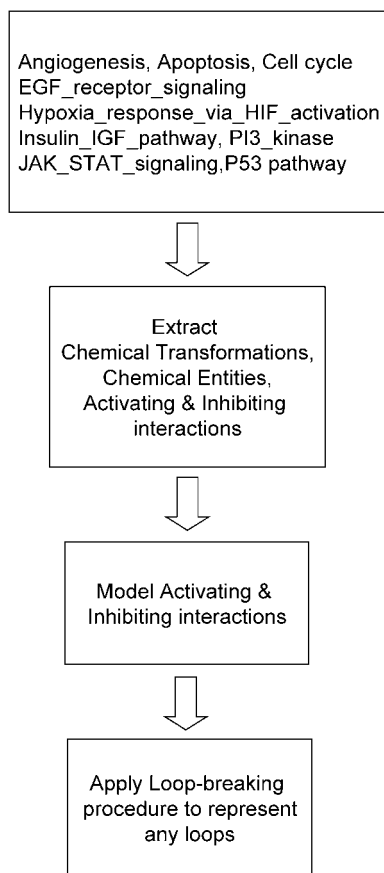 Angiogenesis, Apoptosis, Cell cycle
EGF_receptor_signaling
Hypoxia_response_via_HIF_activation
Insulin_IGF_pathway, PI3_kinase
JAK_STAT_signaling,P53 pathway
Extract
Chemical Transformations,
Chemical Entities,
Activating & Inhibiting
interactions
Model Activating &
Inhibiting interactions
Apply Loop-breaking
procedure to represent
any loops